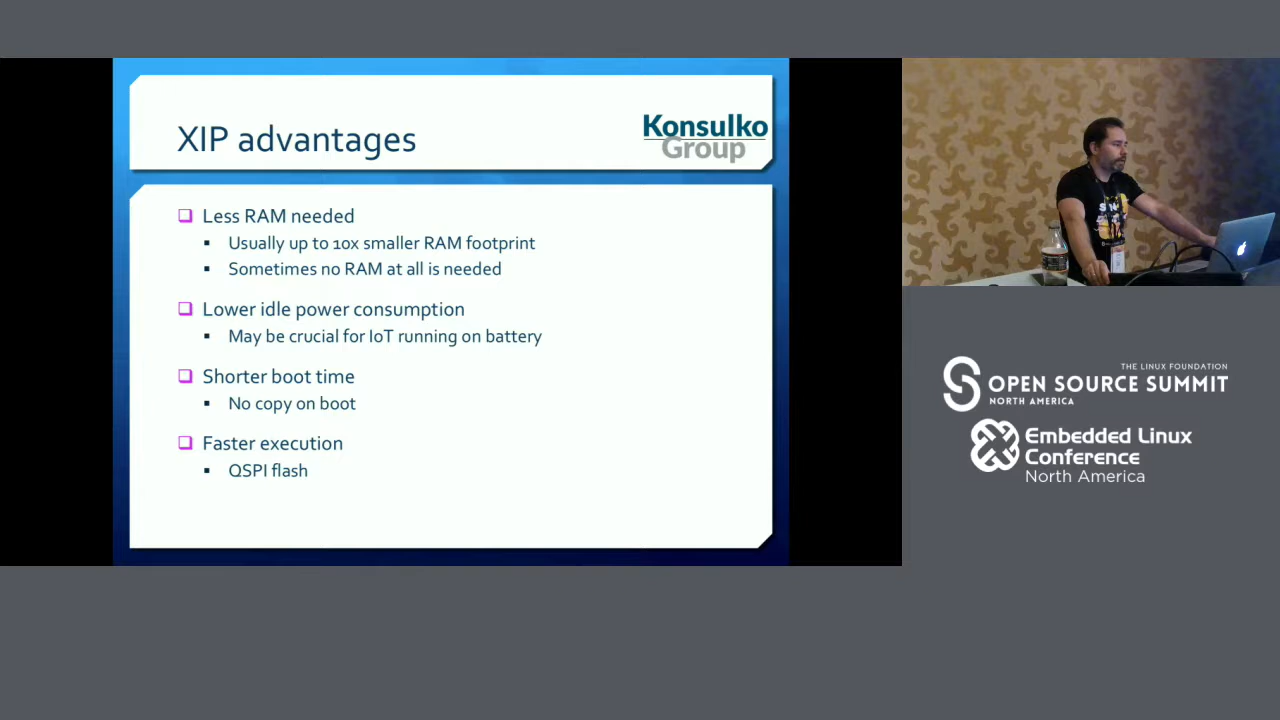 XIP advantages
Konsulko
Group
Less RAM needed
Usually up to 10x smaller RAM footprint
Sometimes no RAM at all is needed
Lower idle power consumption
May be crucial for IoT running on battery
Shorter boot time
No copy on boot
Faster execution
QSPI flash
THE LINUX FOUNDATION
OPEN SOURCE SUMMIT
NORTH AMERICA
Embedded Linux
Conference
North America